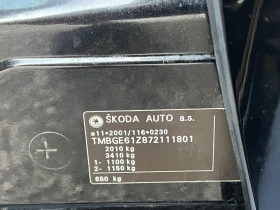 ŠKODA AUTO a.s.
e11*2001/116*0230
TMBGE61Z872111801
2010 kg
3410 kg
1- 1100 kg
2- 1150 kg
650 kg